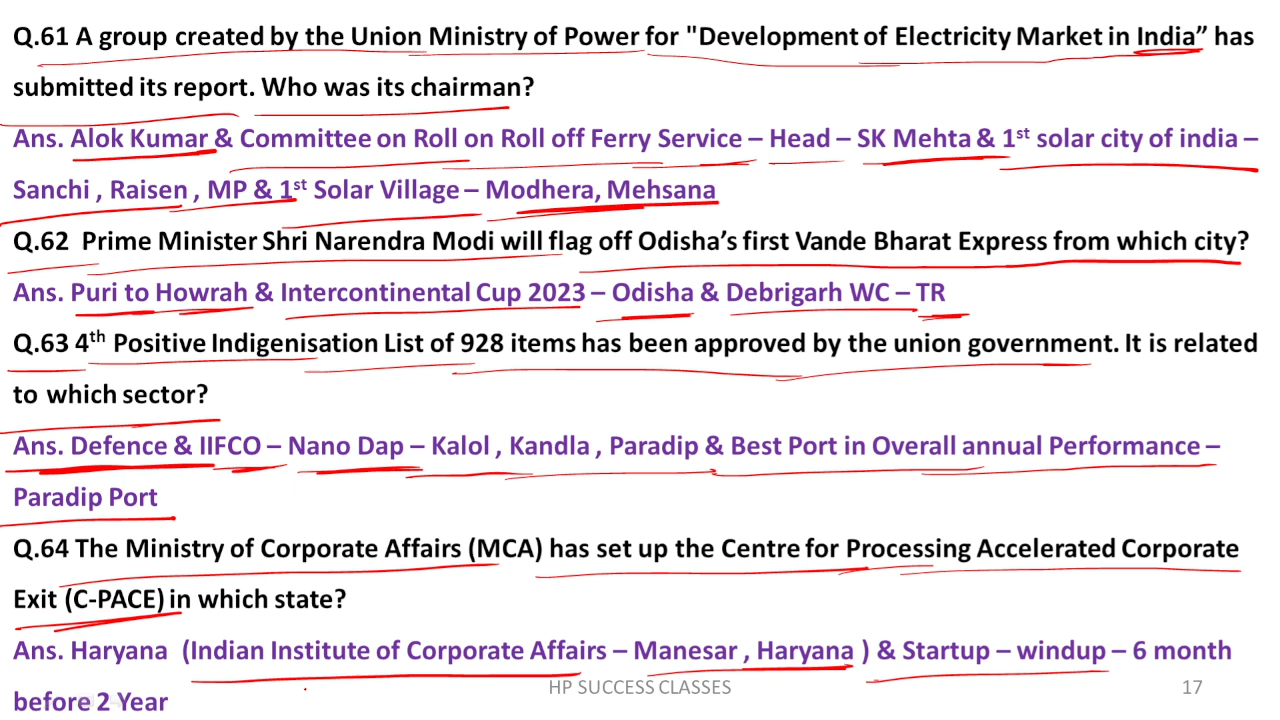 Q.61 A group created by the Union Ministry of Power for "Development of Electricity Market in India” has
submitted its report. Who was its chairman?
Ans. Alok Kumar & Committee on Roll on Roll off Ferry Service – Head – SK Mehta & 1st solar city of india –
Sanchi , Raisen , MP & 1st Solar Village – Modhera, Mehsana
Q.62 Prime Minister Shri Narendra Modi will flag off Odisha’s first Vande Bharat Express from which city?
Ans. Puri to Howrah & Intercontinental Cup 2023 – Odisha & Debrigarh WC – TR
Q.63 4th Positive Indigenisation List of 928 items has been approved by the union government. It is related
to which sector?
Ans. Defence & IIFCO – Nano Dap – Kalol , Kandla , Paradip & Best Port in Overall annual Performance –
Paradip Port
Q.64 The Ministry of Corporate Affairs (MCA) has set up the Centre for Processing Accelerated Corporate
Exit (C-PACE) in which state?
Ans. Haryana (Indian Institute of Corporate Affairs – Manesar , Haryana ) & Startup – windup – 6 month
before 2 Year
HP SUCCESS CLASSES
17